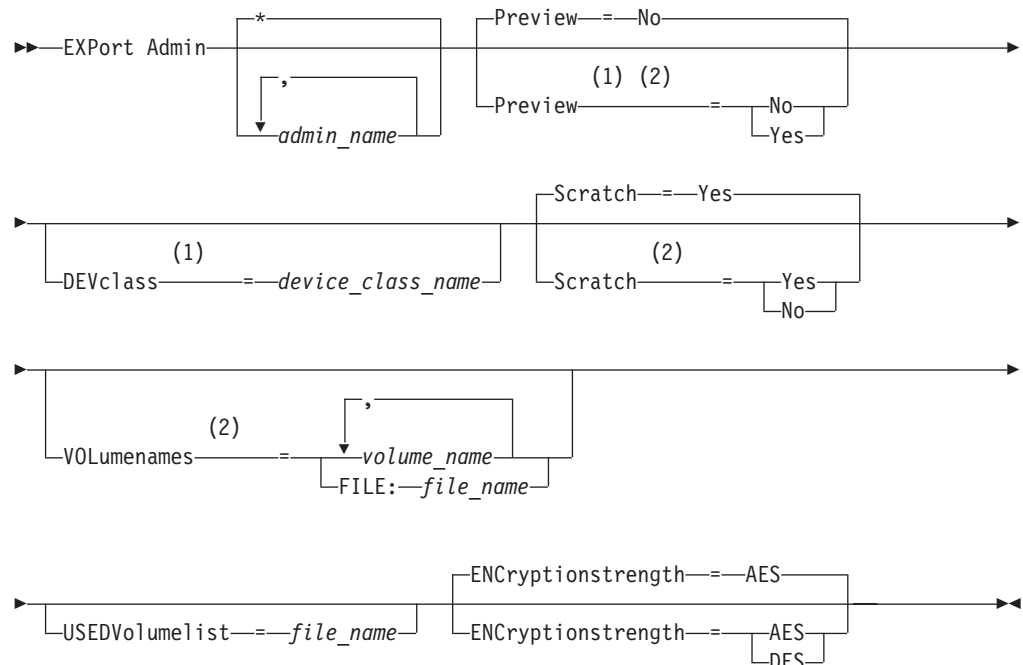 *
Preview = No
EXPort Admin
,
(1) (2)
admin_name
Preview = No
Yes
Scratch = Yes
(1)
(2)
DEVclass = device_class_name
Scratch = Yes
No
,
(2)
VOLumenames = volume_name
FILE: file_name
ENCryptionstrength = AES
USEDVolumelist = file_name
ENCryptionstrength = AES
DES